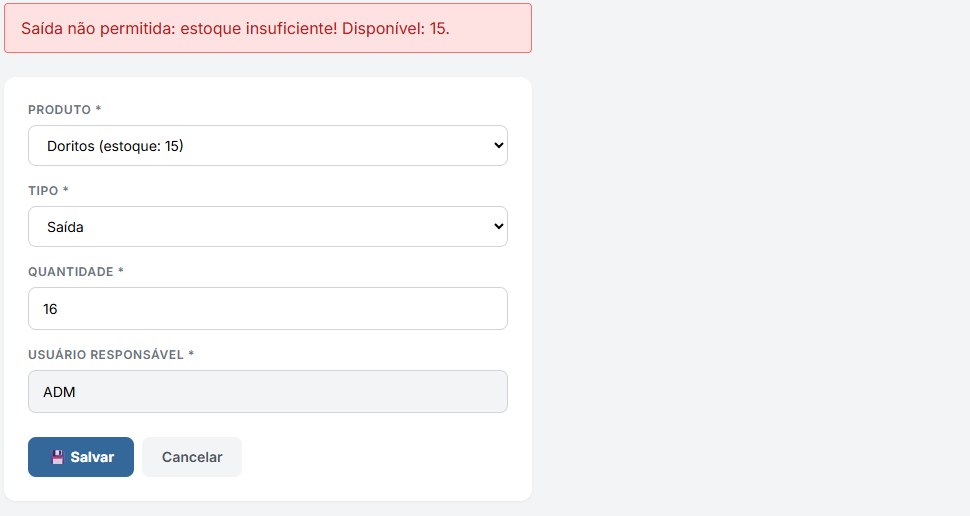 Saída não permitida: estoque insuficiente! Disponível: 15.
PRODUTO *
Doritos (estoque: 15)
TIPO *
Saída
QUANTIDADE *
16
USUÁRIO RESPONSÁVEL *
ADM
💾 Salvar
Cancelar